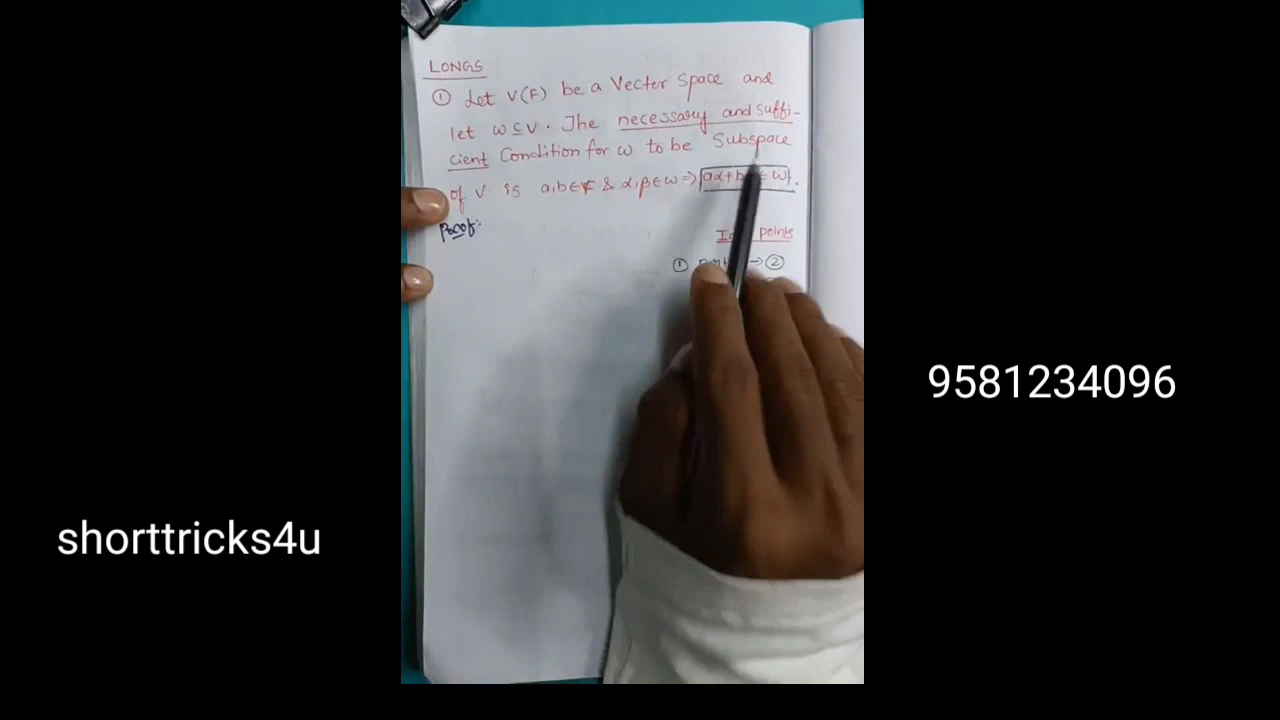 LONGS
① Let V(F) be a Vector Space and
let W ⊆ V. The necessary and suffi-
cient Condition for W to be Subspace
of V is a,b ∈ F & α,β ∈ W ⇒ aα+b ∈ W.
Proof:
points
① → ②
9581234096
shorttricks4u